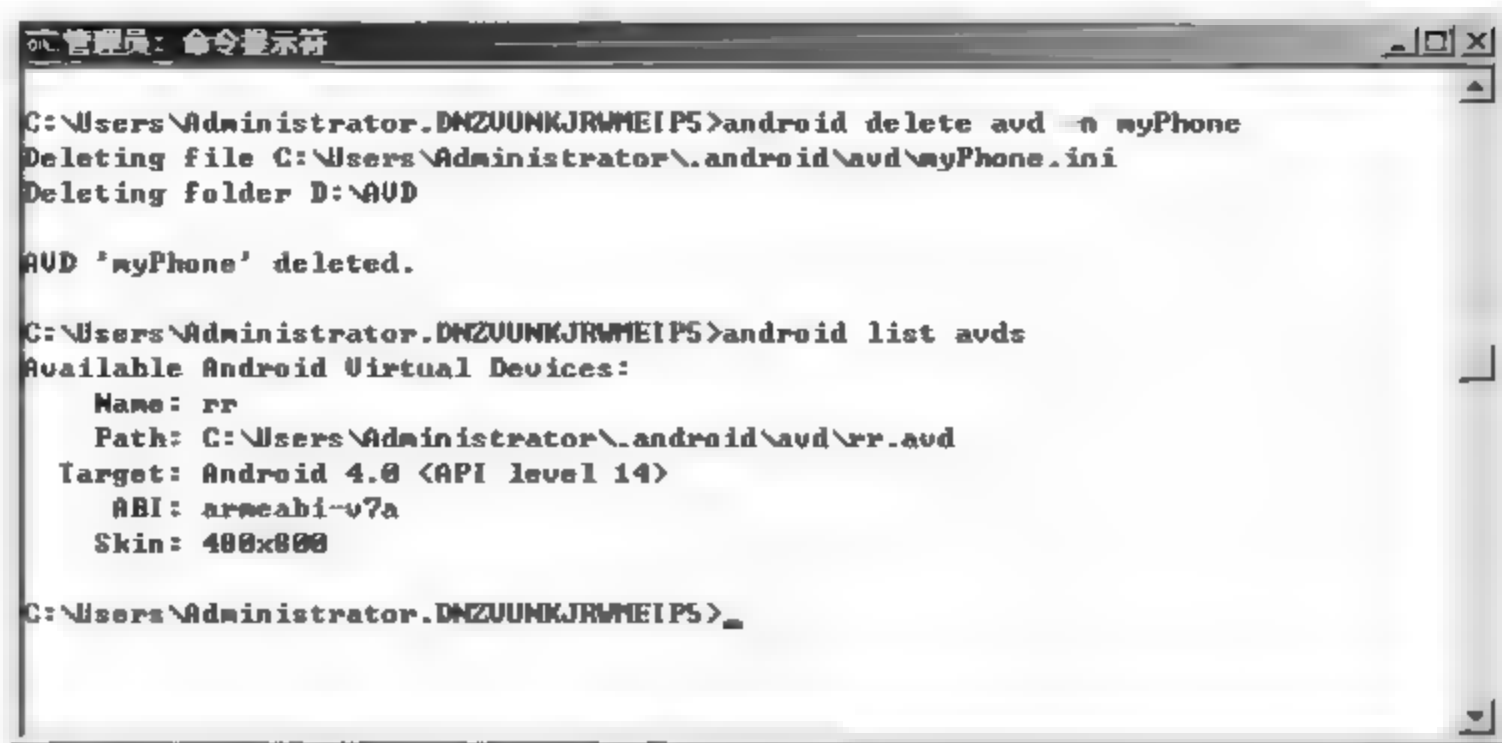 管理员: 命令提示符
C:\Users\Administrator.DNZVUUNKJRWMEIP5>android delete avd -n myPhone
Deleting file C:\Users\Administrator\.android\avd\myPhone.ini
Deleting folder D:\AVD
AVD 'myPhone' deleted.
C:\Users\Administrator.DNZVUUNKJRWMEIP5>android list avds
Available Android Virtual Devices:
Name: rr
Path: C:\Users\Administrator\.android\avd\rr.avd
Target: Android 4.0 (API level 14)
ABI: armeabi-v7a
Skin: 480x800
C:\Users\Administrator.DNZVUUNKJRWMEIP5>_